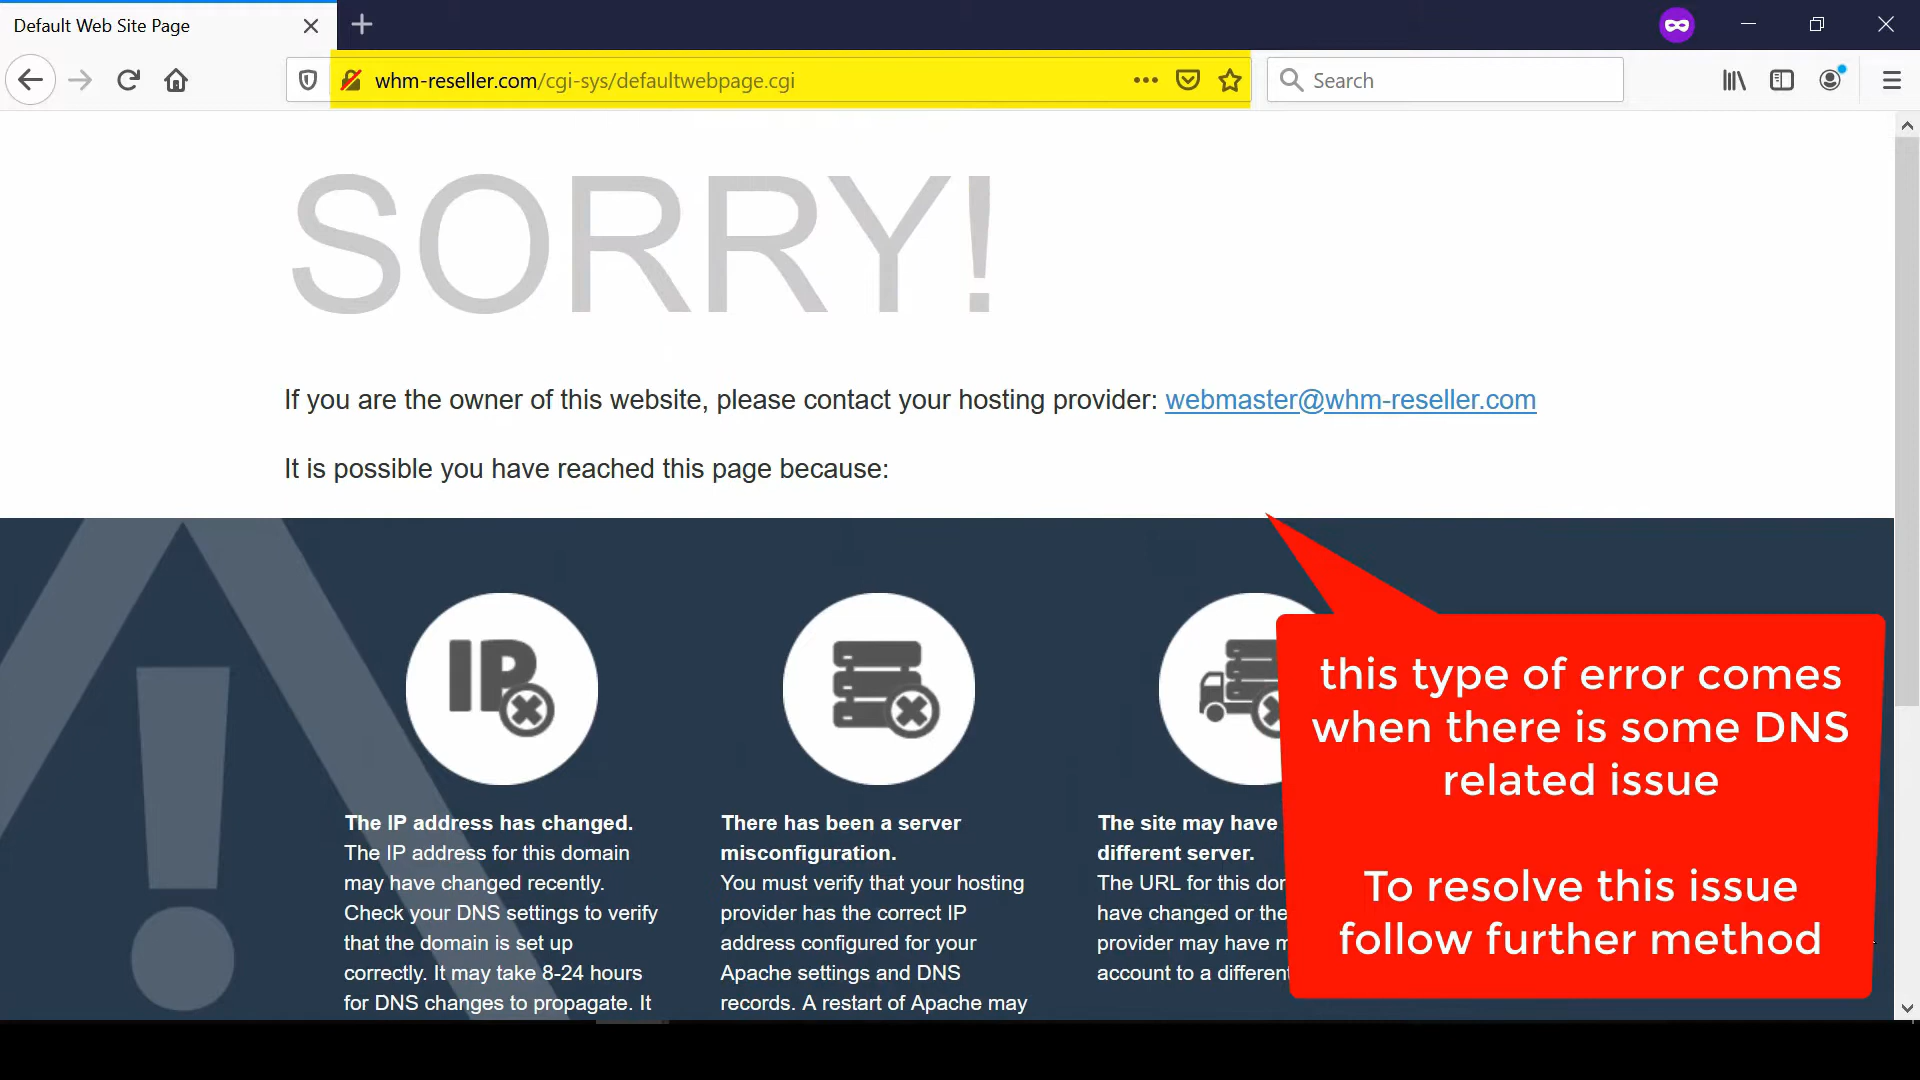 Default Web Site Page
whm-reseller.com/cgi-sys/defaultwebpage.cgi
Search
SORRY!
If you are the owner of this website, please contact your hosting provider: webmaster@whm-reseller.com
It is possible you have reached this page because:
IP
The IP address has changed.
The IP address for this domain
may have changed recently.
Check your DNS settings to verify
that the domain is set up
correctly. It may take 8-24 hours
for DNS changes to propagate. It
There has been a server
misconfiguration.
You must verify that your hosting
provider has the correct IP
address configured for your
Apache settings and DNS
records. A restart of Apache may
The site may have
different server.
The URL for this
have changed or the
provider may have
account to a different
this type of error comes
when there is some DNS
related issue
To resolve this issue
follow further method